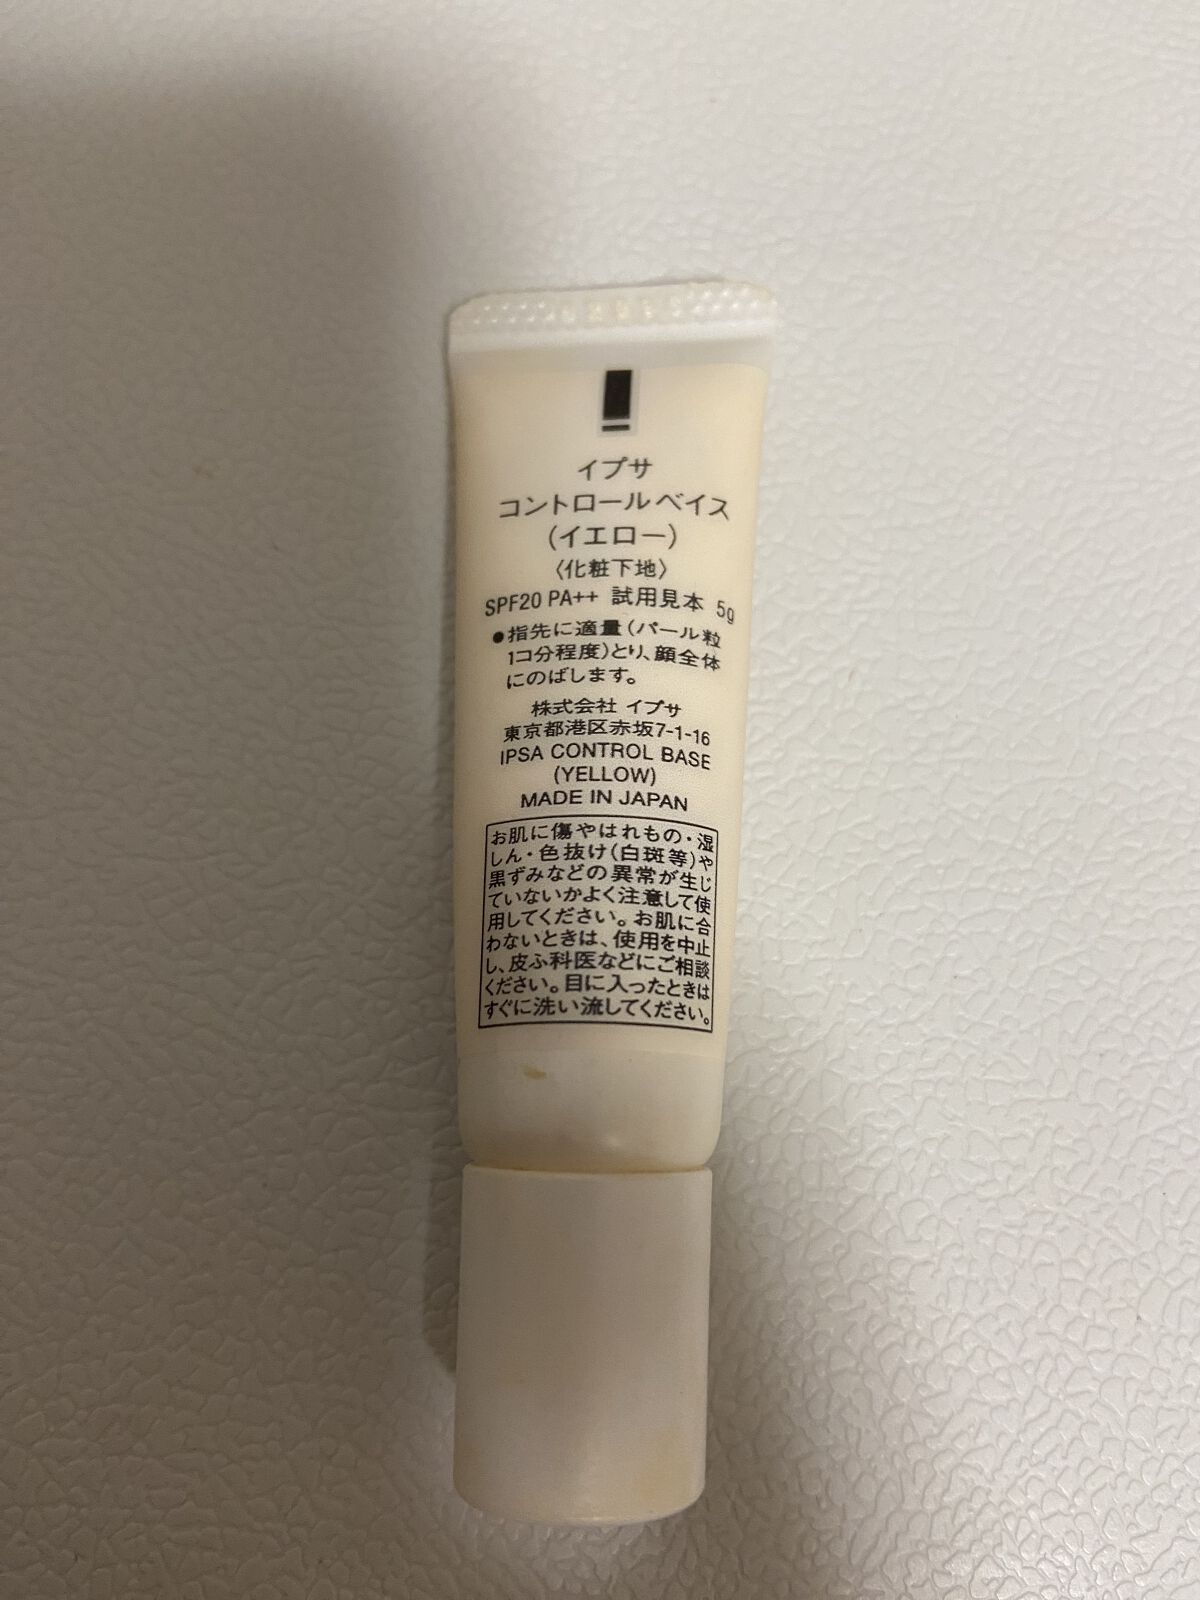 イプサ
コントロールベイス
(イエロー)
〈化粧下地〉
SPF20 PA++ 試用見本 5g
●指先に適量(パール粒
1コ分程度)とり、顔全体
にのばします。
株式会社 イプサ
東京都港区赤坂7-1-16
IPSA CONTROL BASE
(YELLOW)
MADE IN JAPAN
お肌に傷やはれもの・湿
しん・色抜け(白斑等)や
黒ずみなどの異常が生じ
ていないかよく注意して使
用してください。お肌に合
わないときは、使用を中止
し、皮ふ科医などにご相談
ください。目に入ったときは
すぐに洗い流してください。